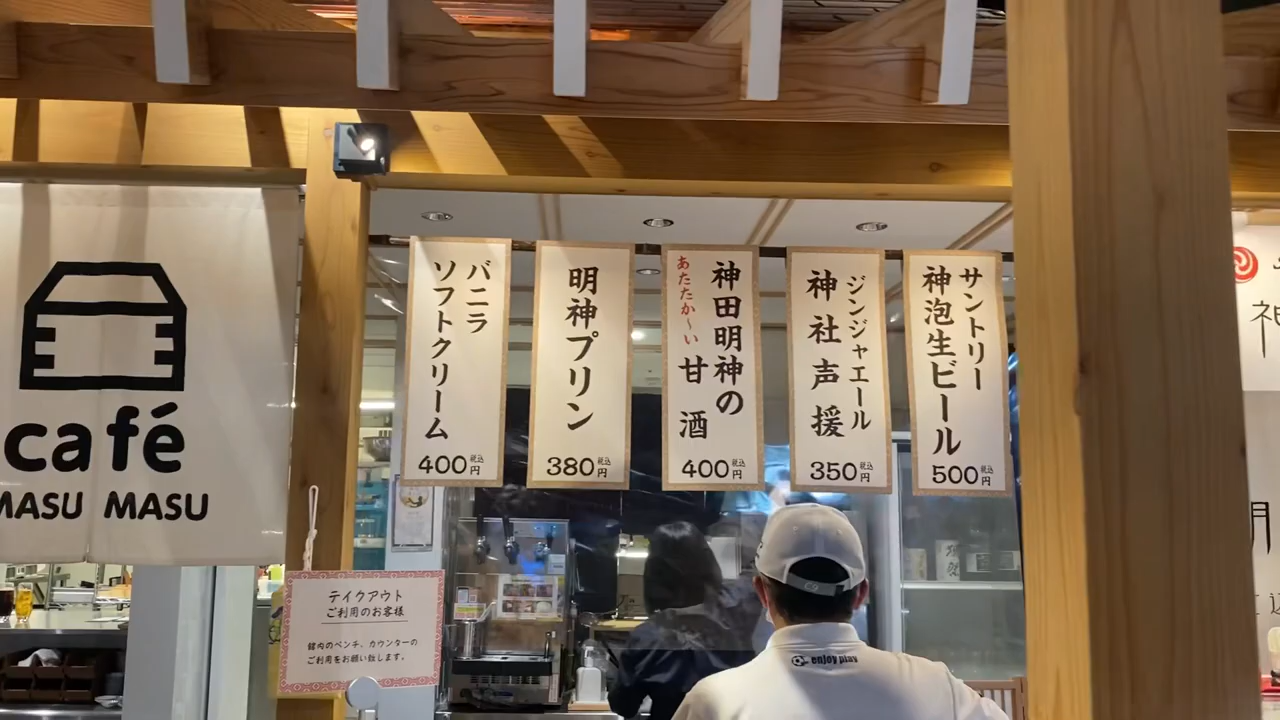 café
MASU MASU
バニラ
ソフトクリーム
400円 税込
明神プリン
380円 税込
神田明神の
あたたか〜い
甘酒
400円 税込
ジンジャエール
神社声援
350円 税込
サントリー
神泡生ビール
500円 税込
テイクアウト
ご利用のお客様
館内のベンチ、カウンターの
ご利用をお願い致します。
enjoy play
神
明